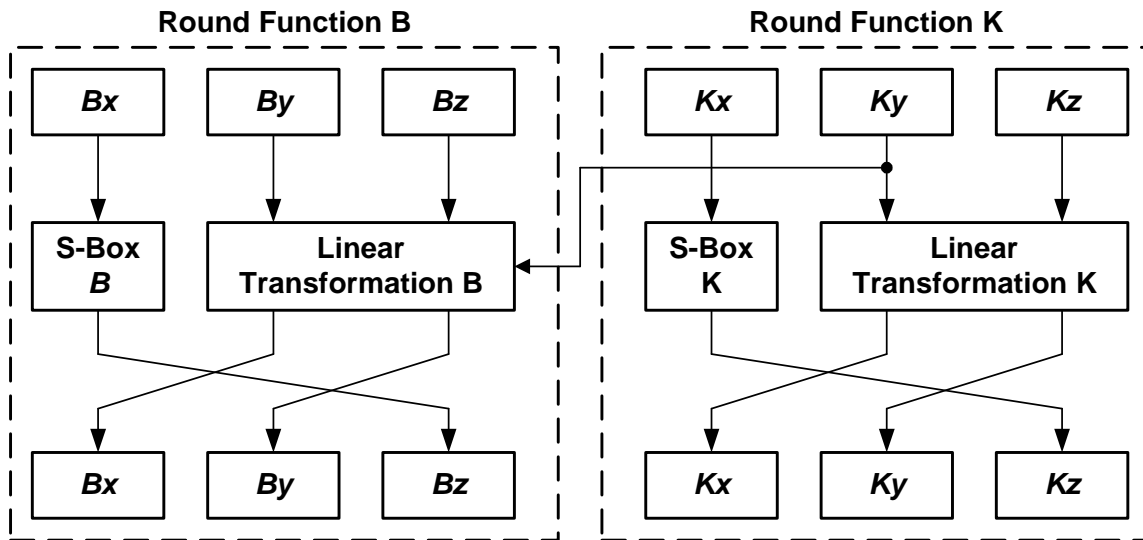 Round Function B
Round Function K
Bx
By
Bz
Kx
Ky
Kz
S-Box
B
Linear
Transformation B
S-Box
K
Linear
Transformation K
Bx
By
Bz
Kx
Ky
Kz